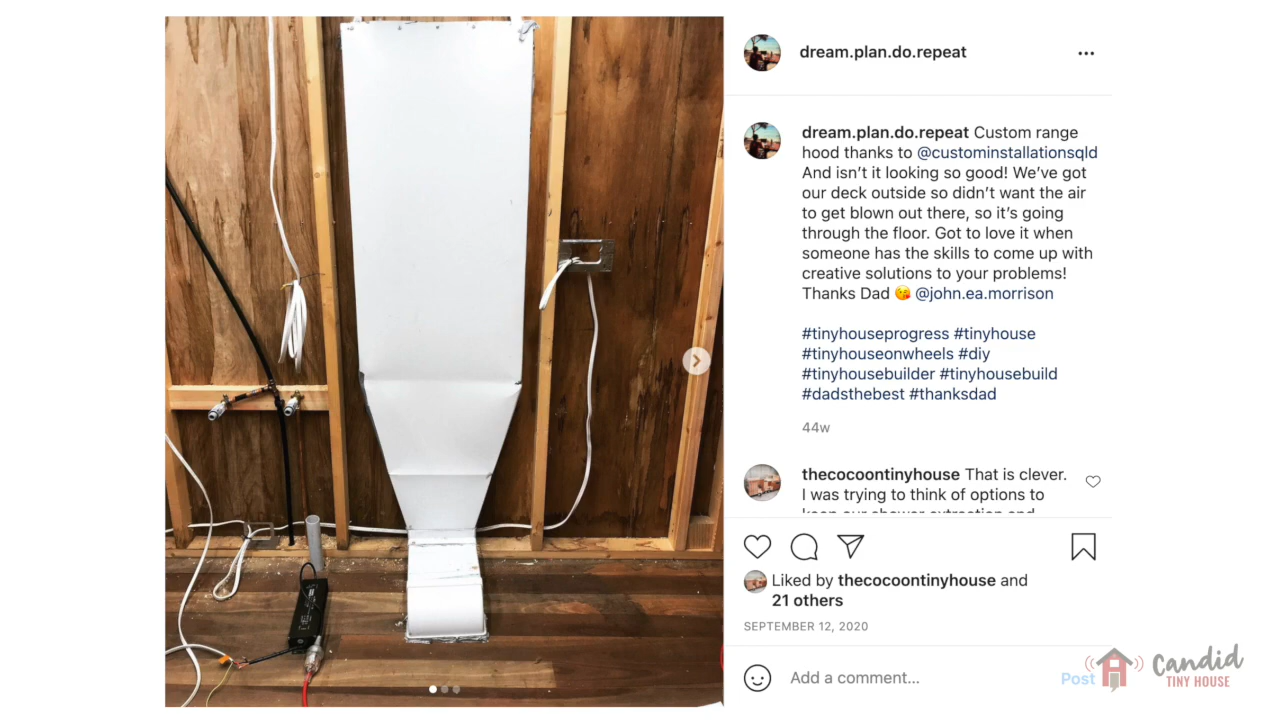 dream.plan.do.repeat
dream.plan.do.repeat Custom range
hood thanks to @custominstallationsqld
And isn’t it looking so good! We’ve got
our deck outside so didn’t want the air
to get blown out there, so it’s going
through the floor. Got to love it when
someone has the skills to come up with
creative solutions to your problems!
Thanks Dad 😘 @john.ea.morrison
#tinyhouseprogress #tinyhouse
#tinyhouseonwheels #diy
#tinyhousebuilder #tinyhousebuild
#dadsthebest #thanksdad
44w
thecocoontinyhouse That is clever.
I was trying to think of options to
Liked by thecocoontinyhouse and
21 others
SEPTEMBER 12, 2020
Add a comment...
Post
Candid
TINY HOUSE